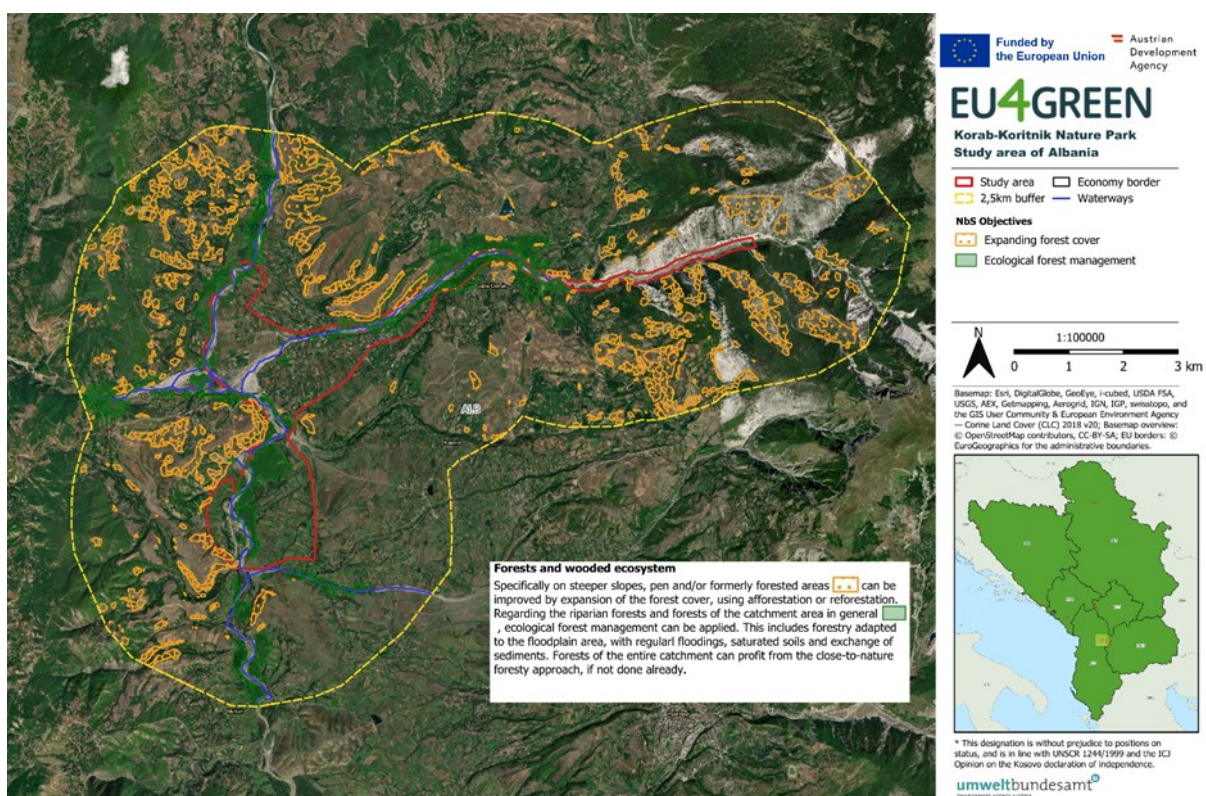 Funded by
the European Union
Austrian
Development
Agency
EU4GREEN
Korab-Koritnik Nature Park
Study area of Albania
Study area
Economy border
2,5km buffer
Waterways
NbS Objectives
Expanding forest cover
Ecological forest management
N
1:100000
0 1 2 3 km
Basemap: Esri, DigitalGlobe, GeoEye, i-cubed, USDA FSA,
USGS, AEX, Getmapping, Aerogrid, IGN, IGP, swisstopo, and
the GIS User Community & European Environment Agency
— Corine Land Cover (CLC) 2018 v20; Basemap overview:
© OpenStreetMap contributors, CC-BY-SA; EU borders: ©
EuroGeographics for the administrative boundaries.
ALB
Forests and wooded ecosystem
Specifically on steeper slopes, pen and/or formerly forested areas can be
improved by expansion of the forest cover, using afforestation or reforestation.
Regarding the riparian forests and forests of the catchment area in general
, ecological forest management can be applied. This includes forestry adapted
to the floodplain area, with regularl floodings, saturated soils and exchange of
sediments. Forests of the entire catchment can profit from the close-to-nature
foresty approach, if not done already.
* This designation is without prejudice to positions on
status, and is in line with UNSCR 1244/1999 and the ICJ
Opinion on the Kosovo declaration of independence.
umweltbundesamt